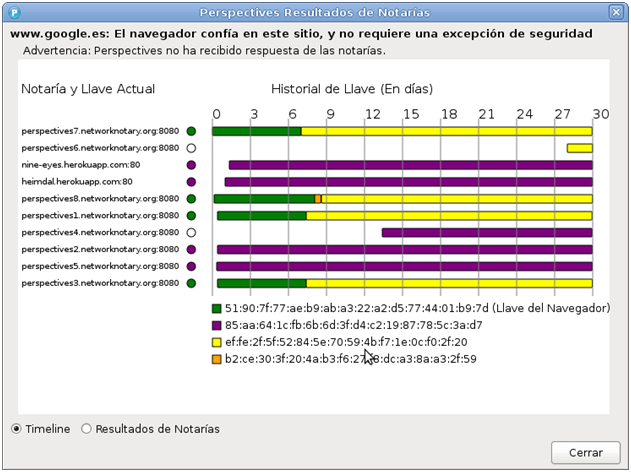 Perspectives Resultados de Notarías
www.google.es: El navegador confía en este sitio, y no requiere una excepción de seguridad
Advertencia: Perspectives no ha recibido respuesta de las notarías.
Notaría y Llave Actual
Historial de Llave (En días)
0 3 6 9 12 15 18 21 24 27 30
perspectives7.networknotary.org:8080
perspectives6.networknotary.org:8080
nine-eyes.herokuapp.com:80
heimdal.herokuapp.com:80
perspectives8.networknotary.org:8080
perspectives1.networknotary.org:8080
perspectives4.networknotary.org:8080
perspectives2.networknotary.org:8080
perspectives5.networknotary.org:8080
perspectives3.networknotary.org:8080
51:90:7f:77:ae:b9:ab:a3:22:a2:d5:77:44:01:b9:7d (Llave del Navegador)
85:aa:64:1c:fb:6b:6d:3f:d4:c2:19:87:78:5c:3a:d7
ef:fe:2f:5f:52:84:5e:70:59:4b:f7:1e:0c:f0:2f:20
b2:ce:30:3f:20:4a:b3:f6:27: 8:dc:a3:8a:a3:2f:59
Timeline
Resultados de Notarías
Cerrar